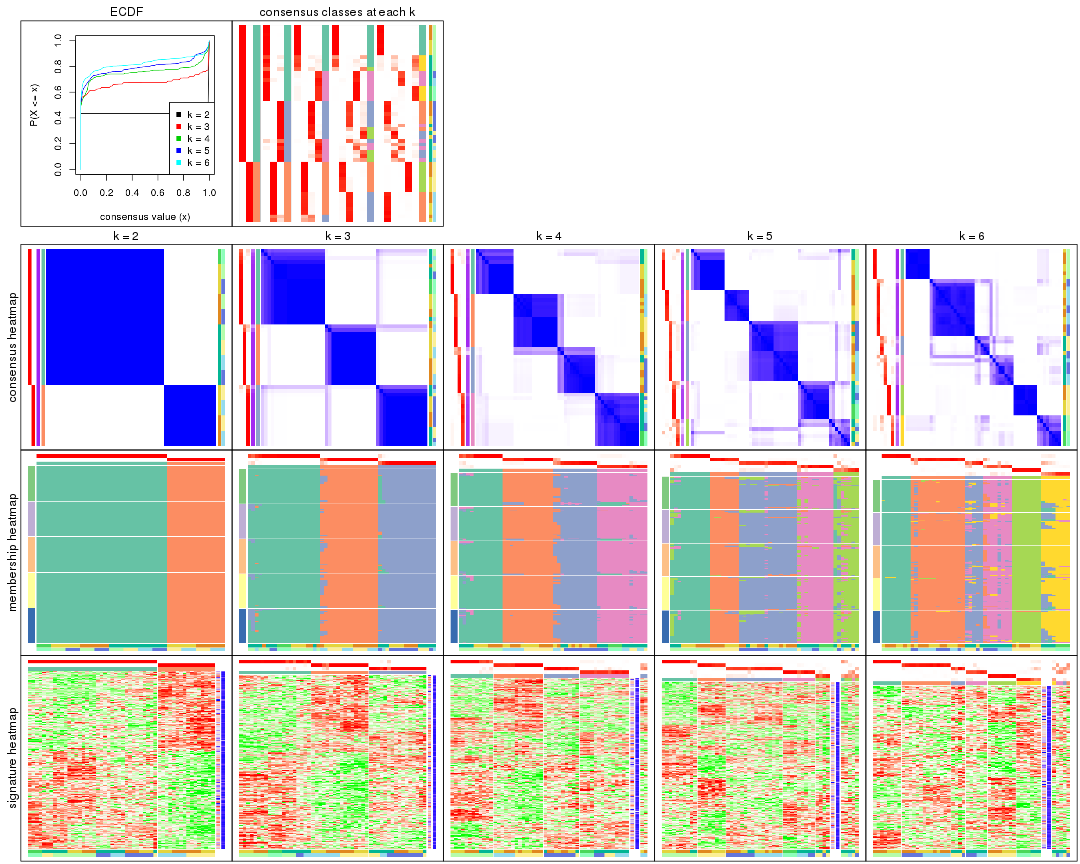 ECDF
consensus classes at each k
P(X <= x)
0.0 0.2 0.4 0.6 0.8 1.0
k = 2
k = 3
k = 4
k = 5
k = 6
0.0 0.2 0.4 0.6 0.8 1.0
consensus value (x)
k = 2
k = 3
k = 4
k = 5
k = 6
consensus heatmap
membership heatmap
signature heatmap